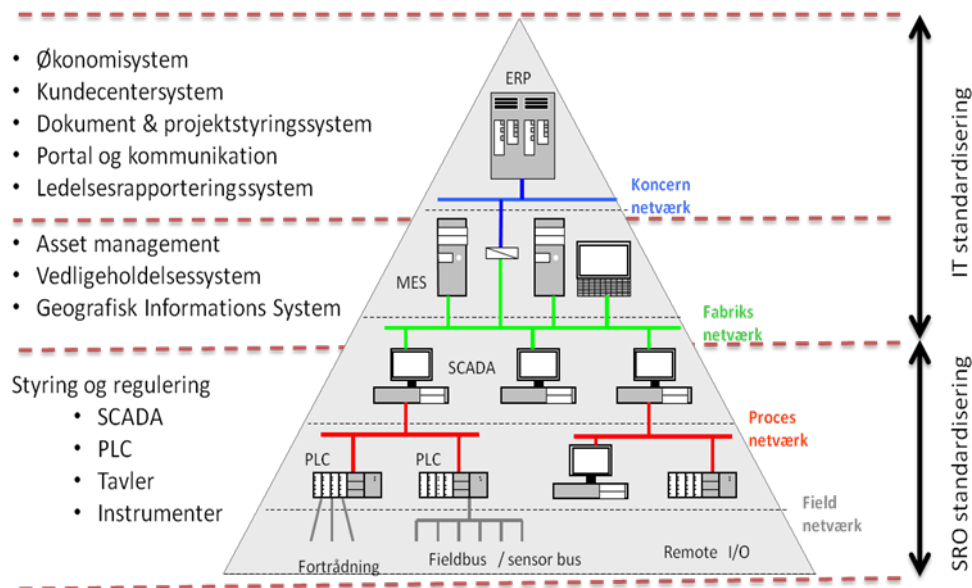 • Økonomisystem
• Kundecentersystem
• Dokument & projektstyringssystem
• Portal og kommunikation
• Ledelsesrapporteringssystem
• Asset management
• Vedligeholdelsessystem
• Geografisk Informations System
Styring og regulering
• SCADA
• PLC
• Tavler
• Instrumenter
ERP
Koncern
netværk
MES
Fabriks
netværk
SCADA
Proces
netværk
PLC
PLC
Field
netværk
Fortrådning
Fieldbus / sensor bus
Remote I/O
IT standardisering
SRO standardisering